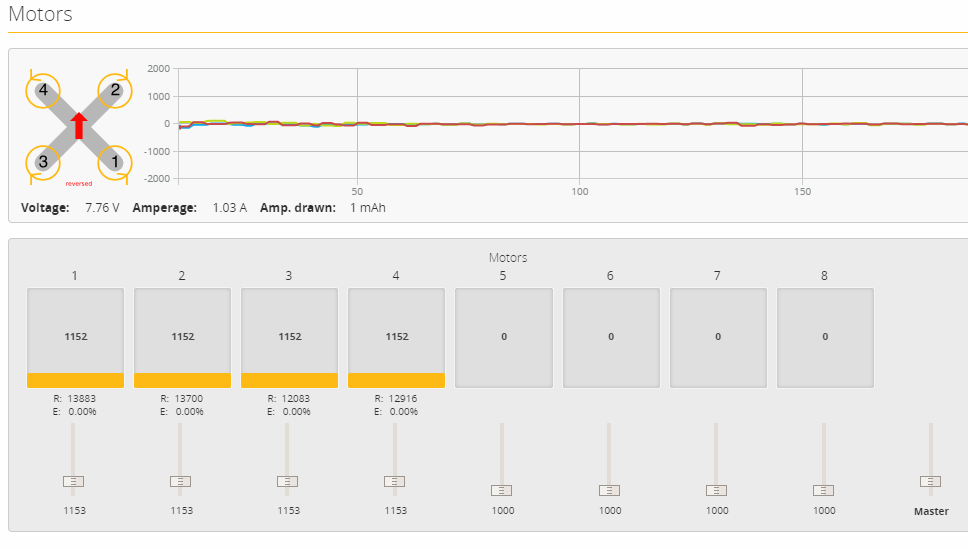 Motors
4 2
3 1
reversed
2000
1000
0
-1000
-2000
50 100 150
Voltage: 7.76 V Amperage: 1.03 A Amp. drawn: 1 mAh
Motors
1 2 3 4 5 6 7 8
1152 1152 1152 1152 0 0 0 0
R: 13883 R: 13700 R: 12083 R: 12916
E: 0.00% E: 0.00% E: 0.00% E: 0.00%
1153 1153 1153 1153 1000 1000 1000 1000 Master